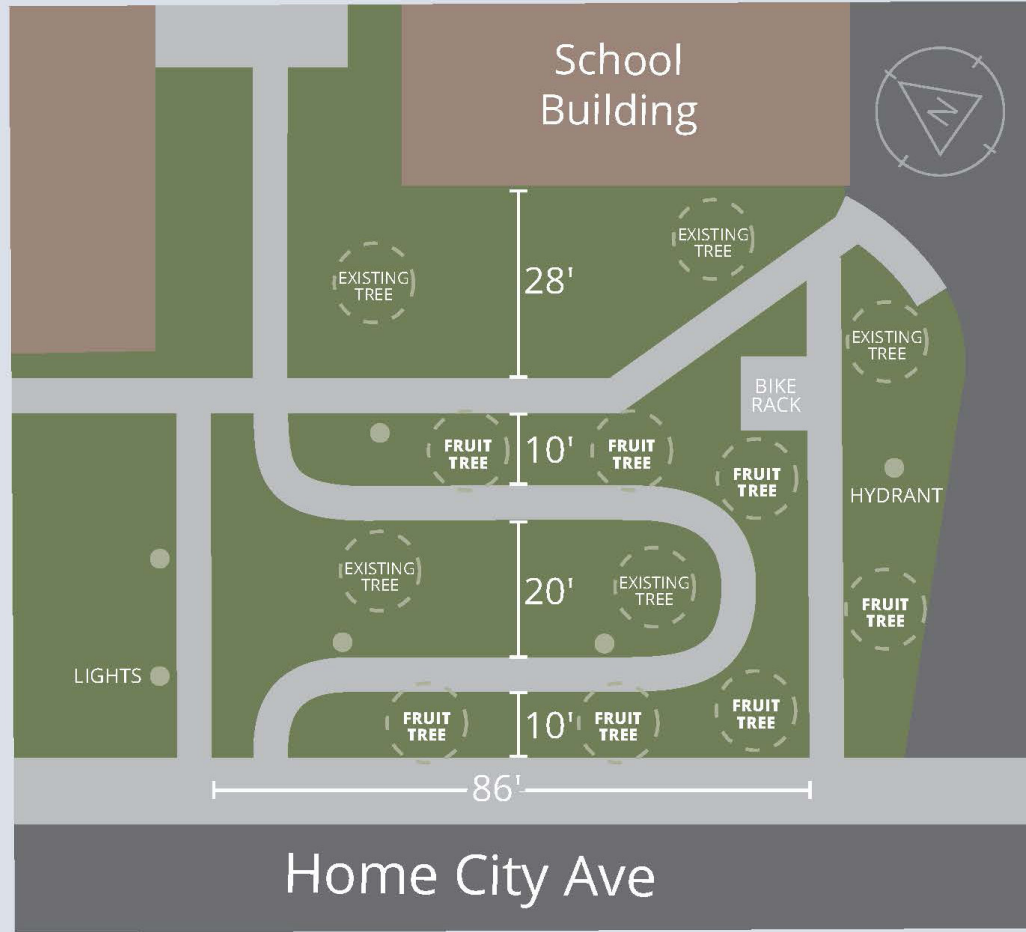 School
Building
N
EXISTING
TREE
EXISTING
TREE
28'
EXISTING
TREE
BIKE
RACK
FRUIT
TREE
10'
FRUIT
TREE
FRUIT
TREE
HYDRANT
EXISTING
TREE
20'
EXISTING
TREE
FRUIT
TREE
LIGHTS
FRUIT
TREE
10'
FRUIT
TREE
FRUIT
TREE
86'
Home City Ave